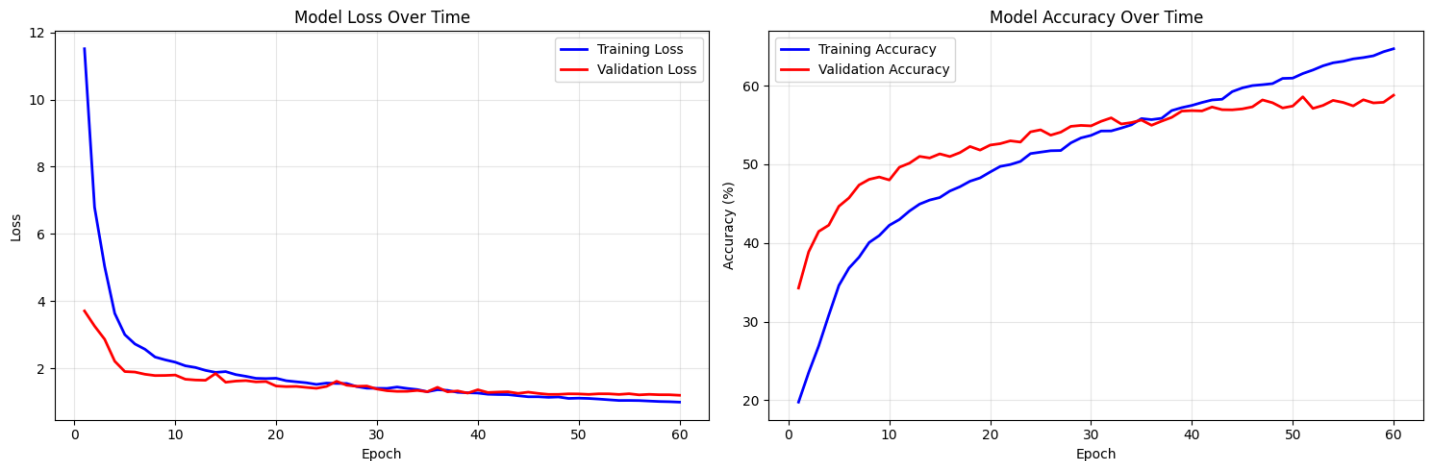 Model Loss Over Time
12
10
8
6
4
2
Loss
0 10 20 30 40 50 60
Epoch
Training Loss
Validation Loss
Model Accuracy Over Time
60
50
40
30
20
Accuracy (%)
0 10 20 30 40 50 60
Epoch
Training Accuracy
Validation Accuracy